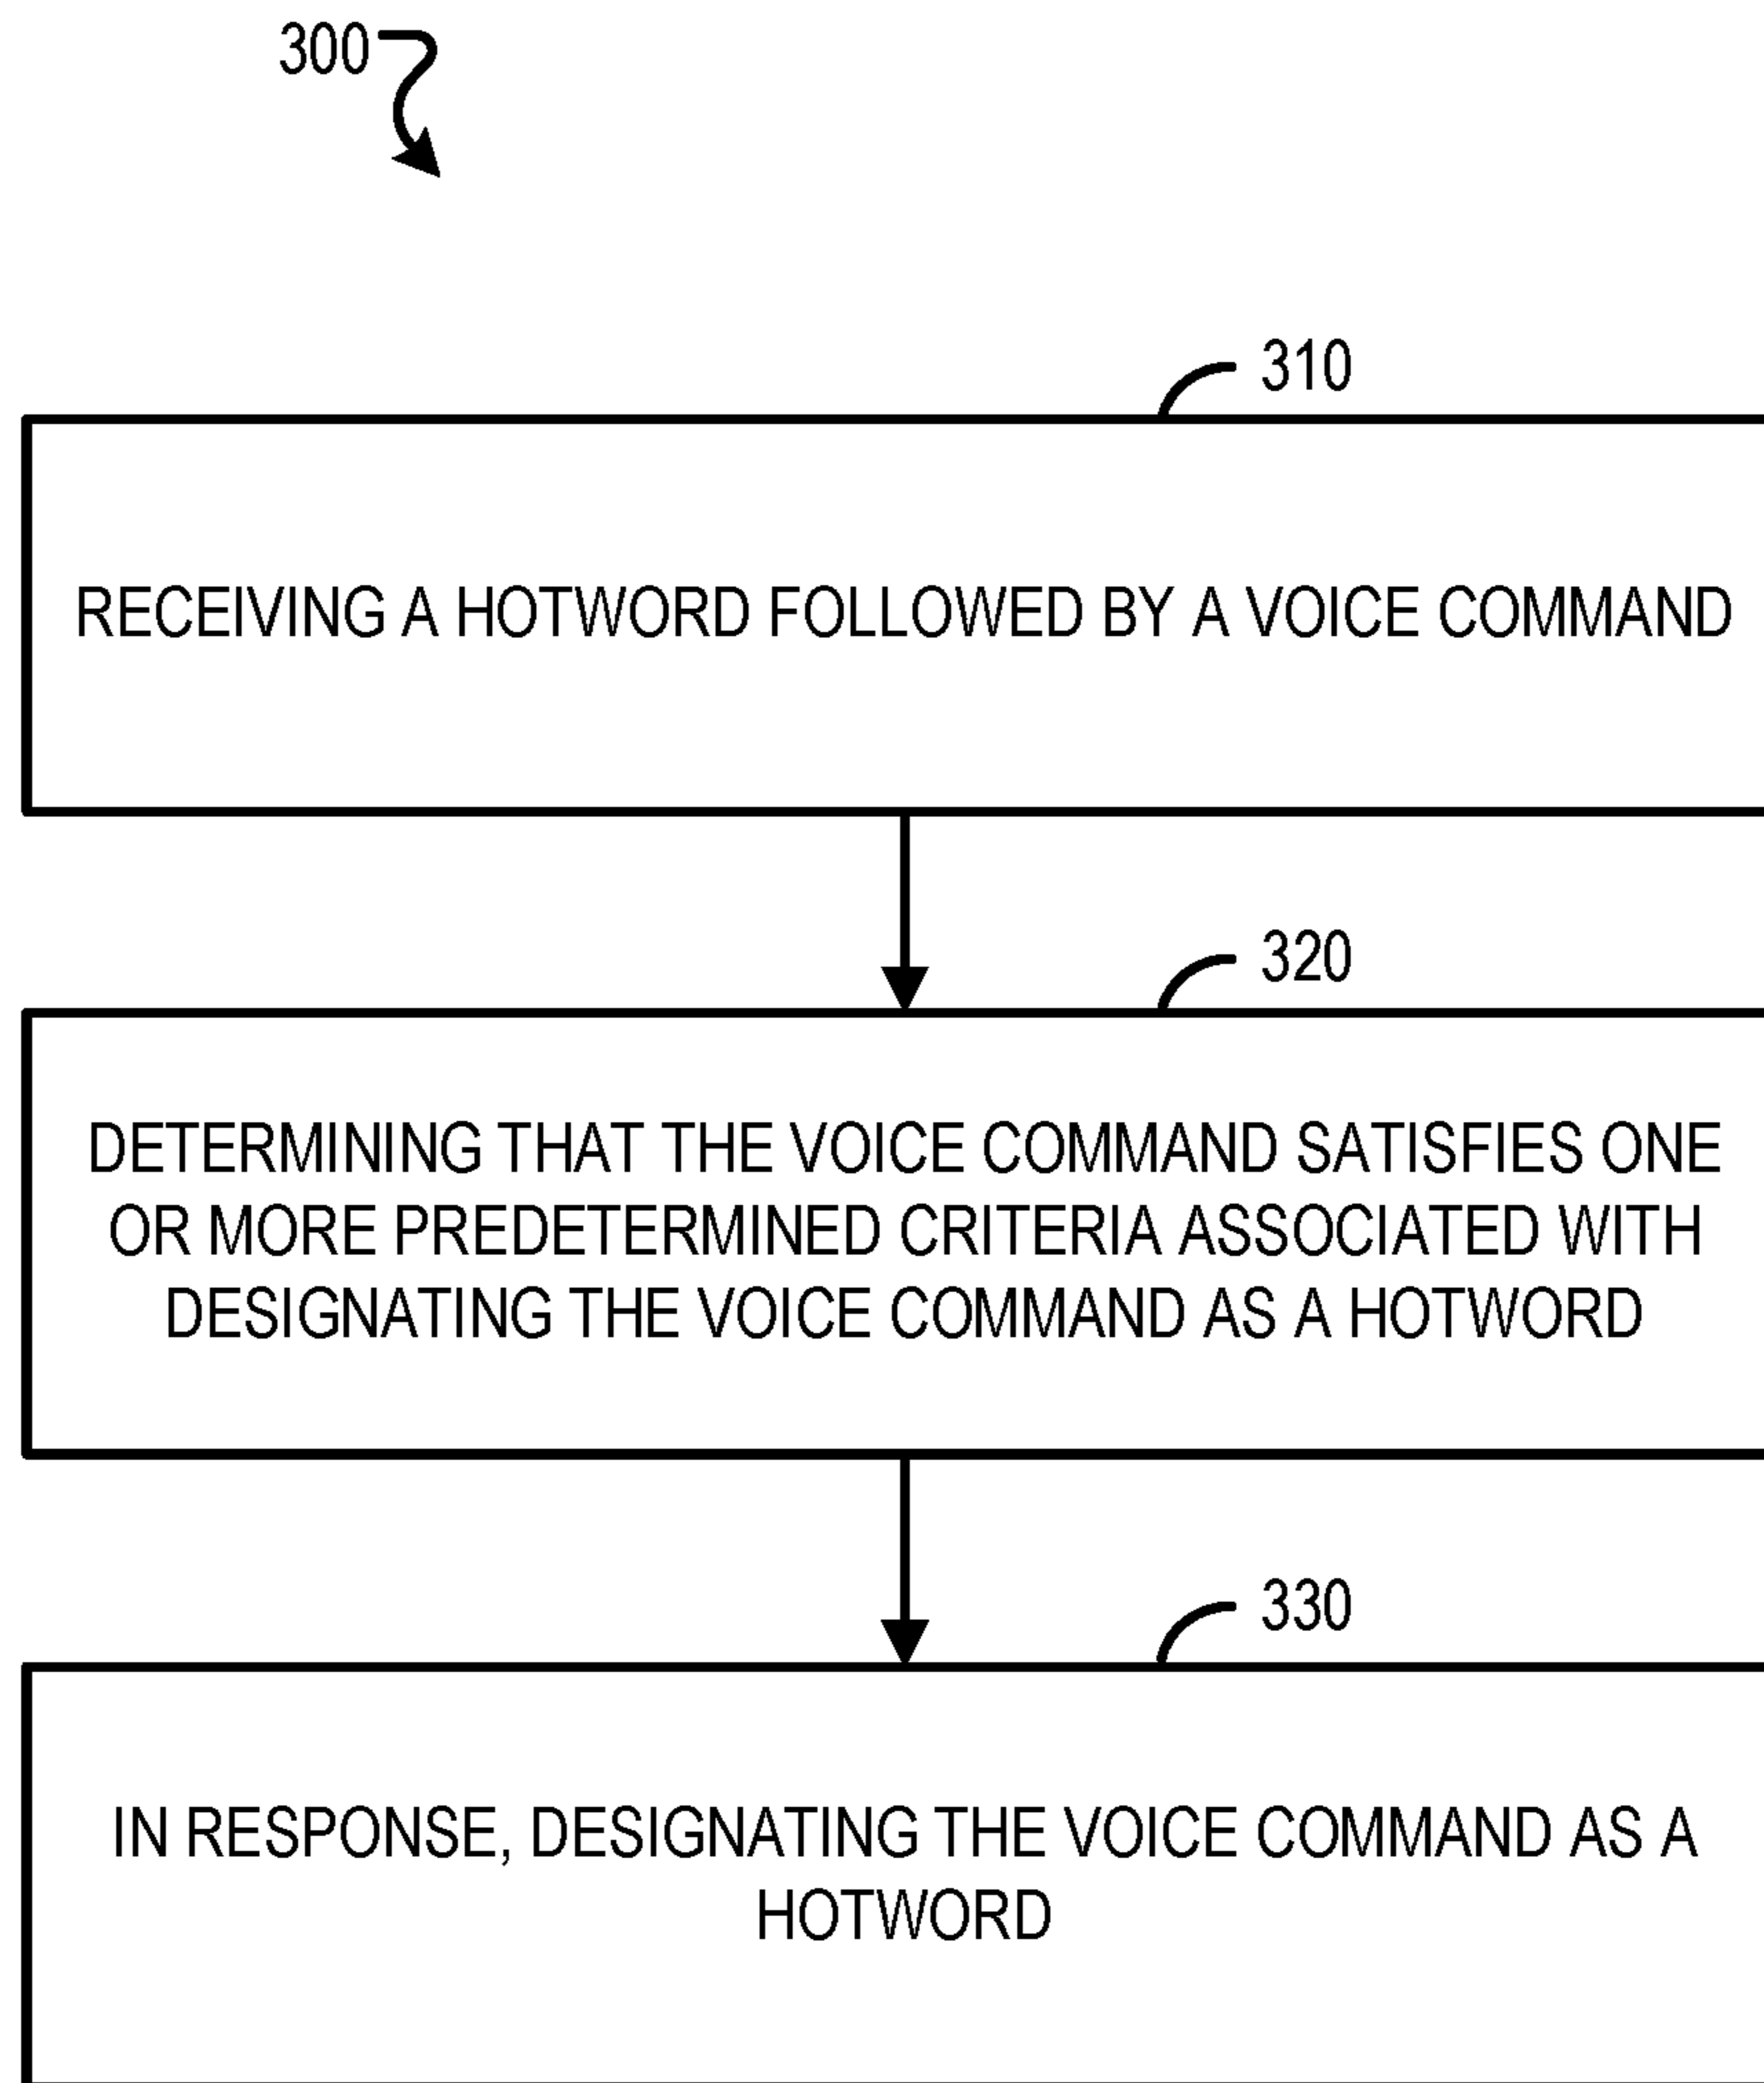 300
310
RECEIVING A HOTWORD FOLLOWED BY A VOICE COMMAND
320
DETERMINING THAT THE VOICE COMMAND SATISFIES ONE
OR MORE PREDETERMINED CRITERIA ASSOCIATED WITH
DESIGNATING THE VOICE COMMAND AS A HOTWORD
330
IN RESPONSE, DESIGNATING THE VOICE COMMAND AS A
HOTWORD